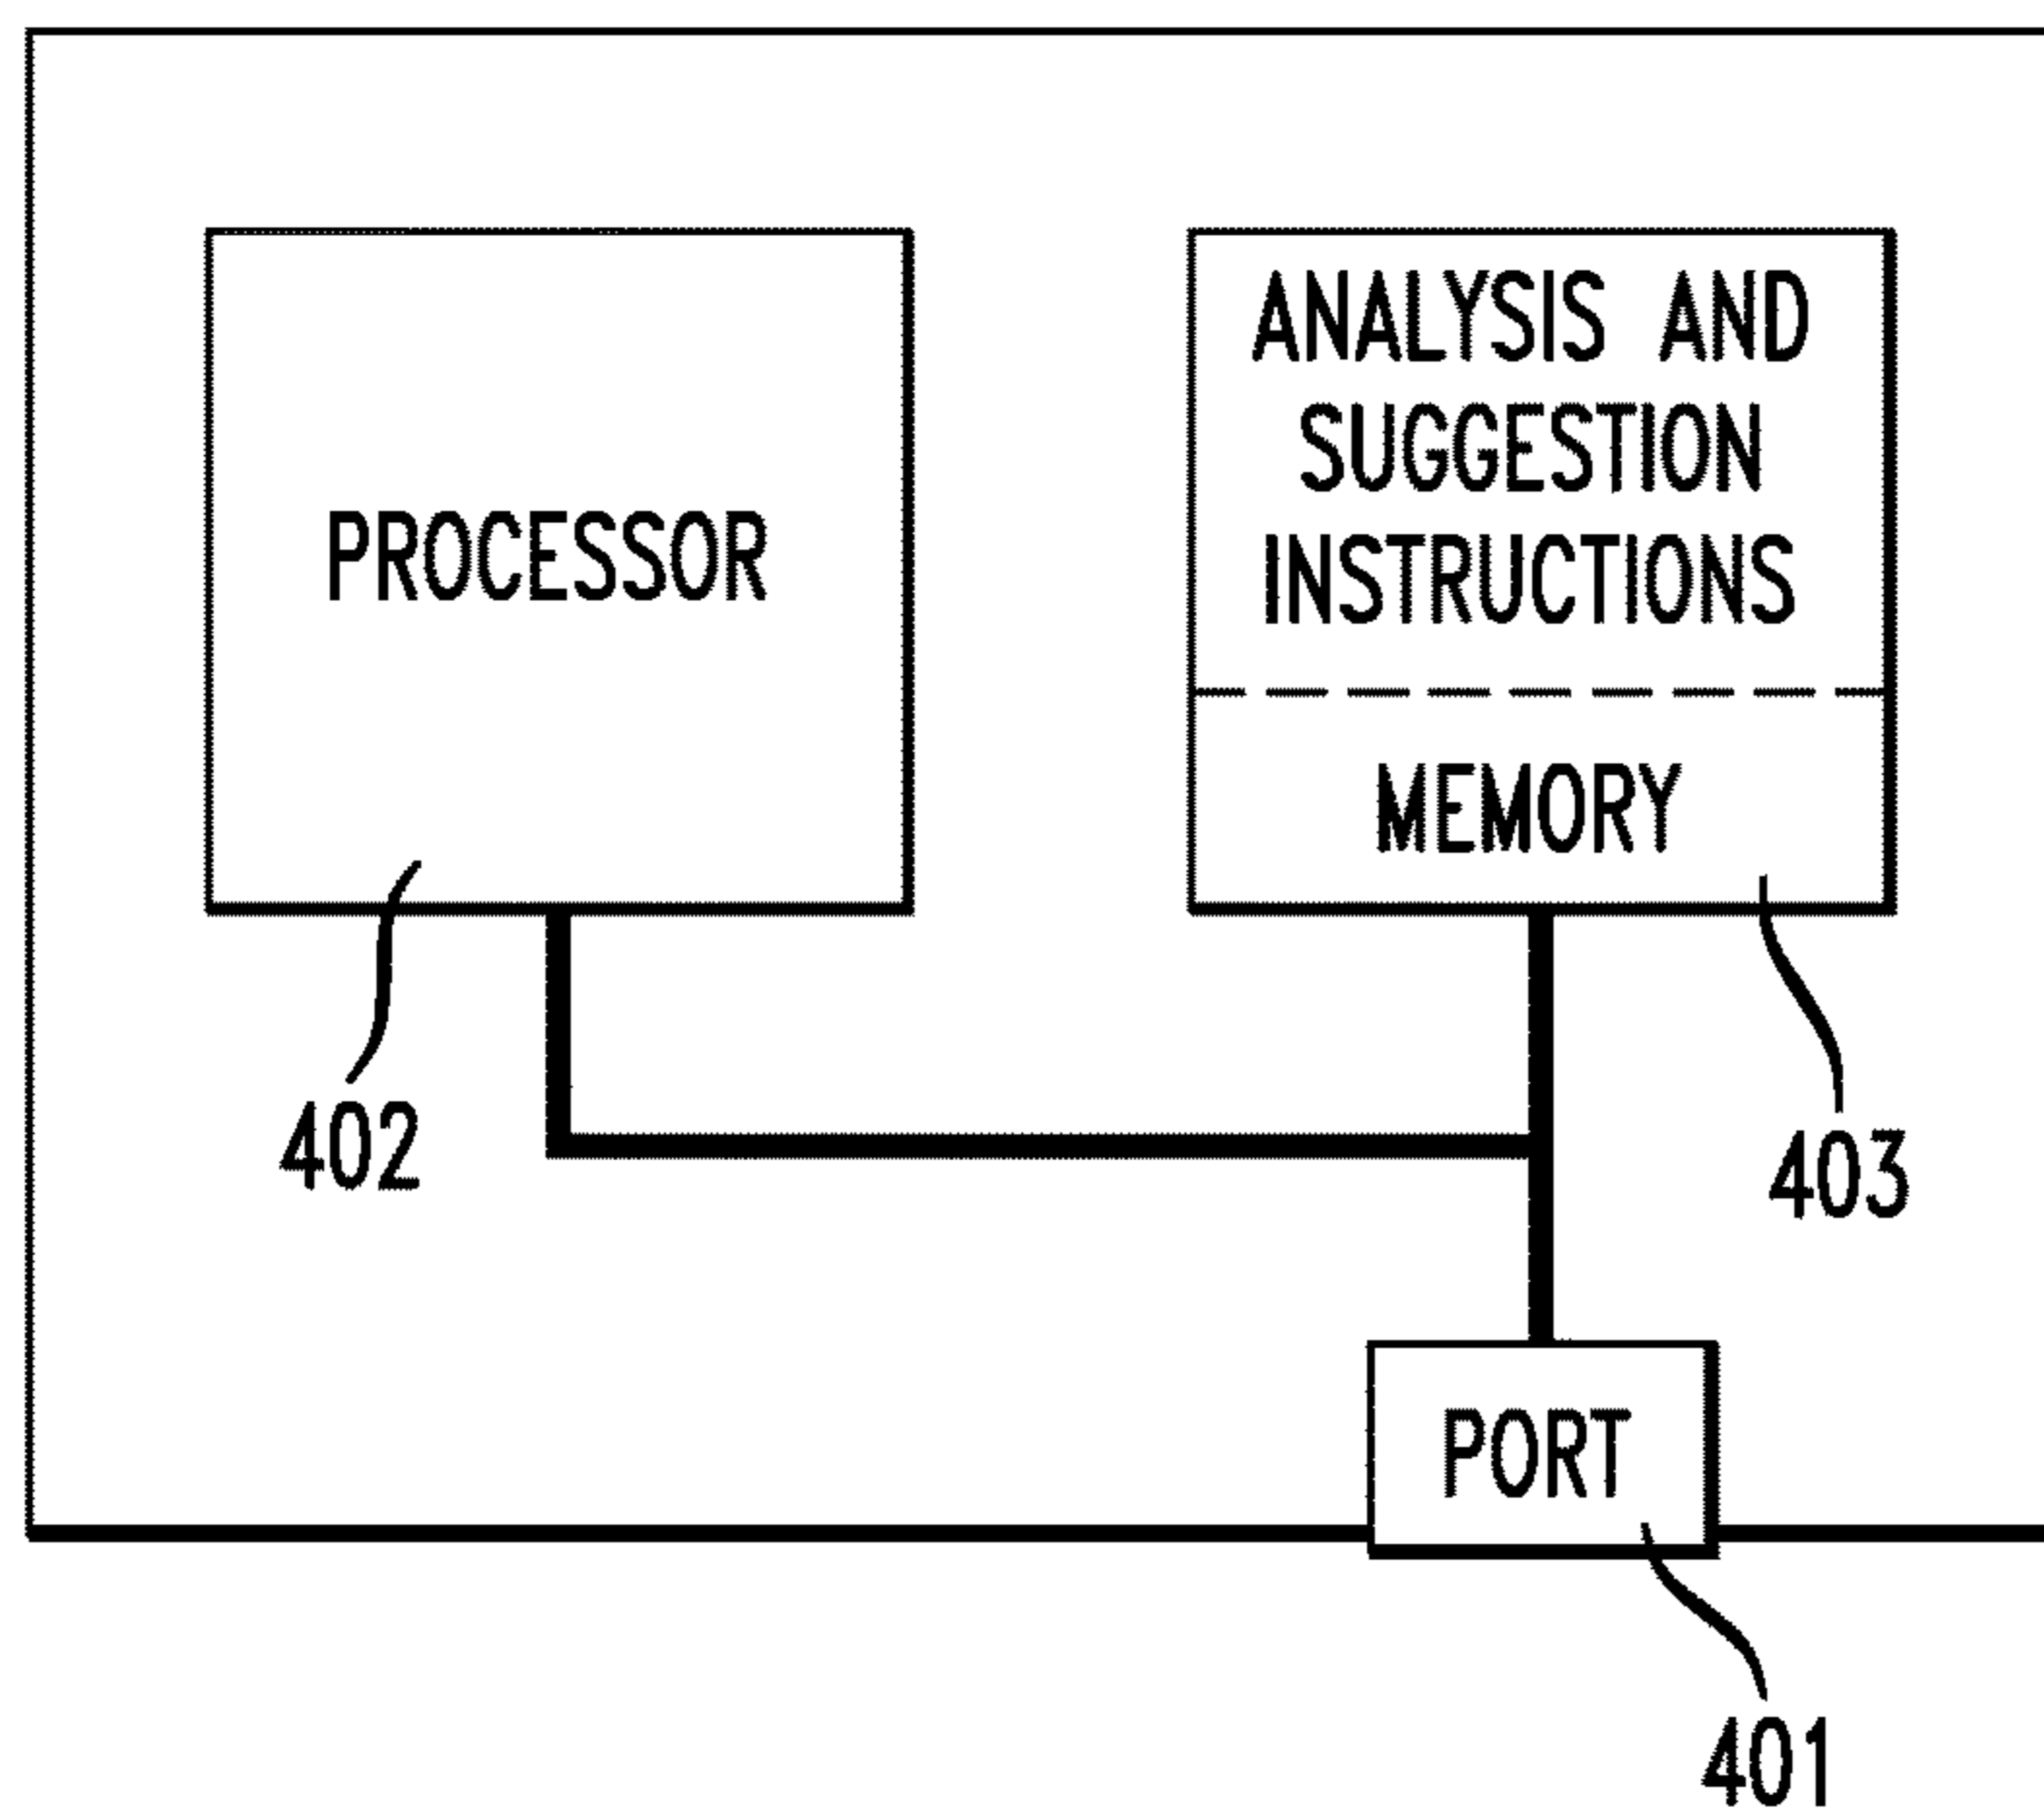 PROCESSOR
ANALYSIS AND
SUGGESTION
INSTRUCTIONS
MEMORY
402
403
PORT
401